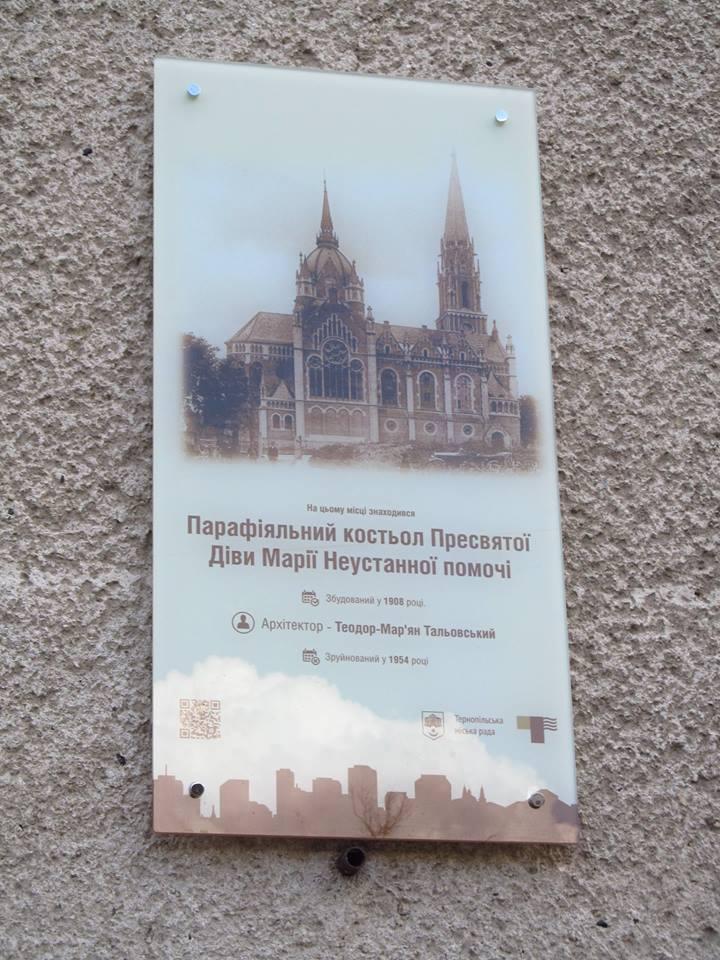 На цьому місці знаходився
Парафіяльний костьол Пресвятої
Діви Марії Неустанної помочі
Збудований у 1908 році.
Архітектор - Теодор-Мар'ян Тальовський
Зруйнований у 1954 році
Тернопільська
міська рада